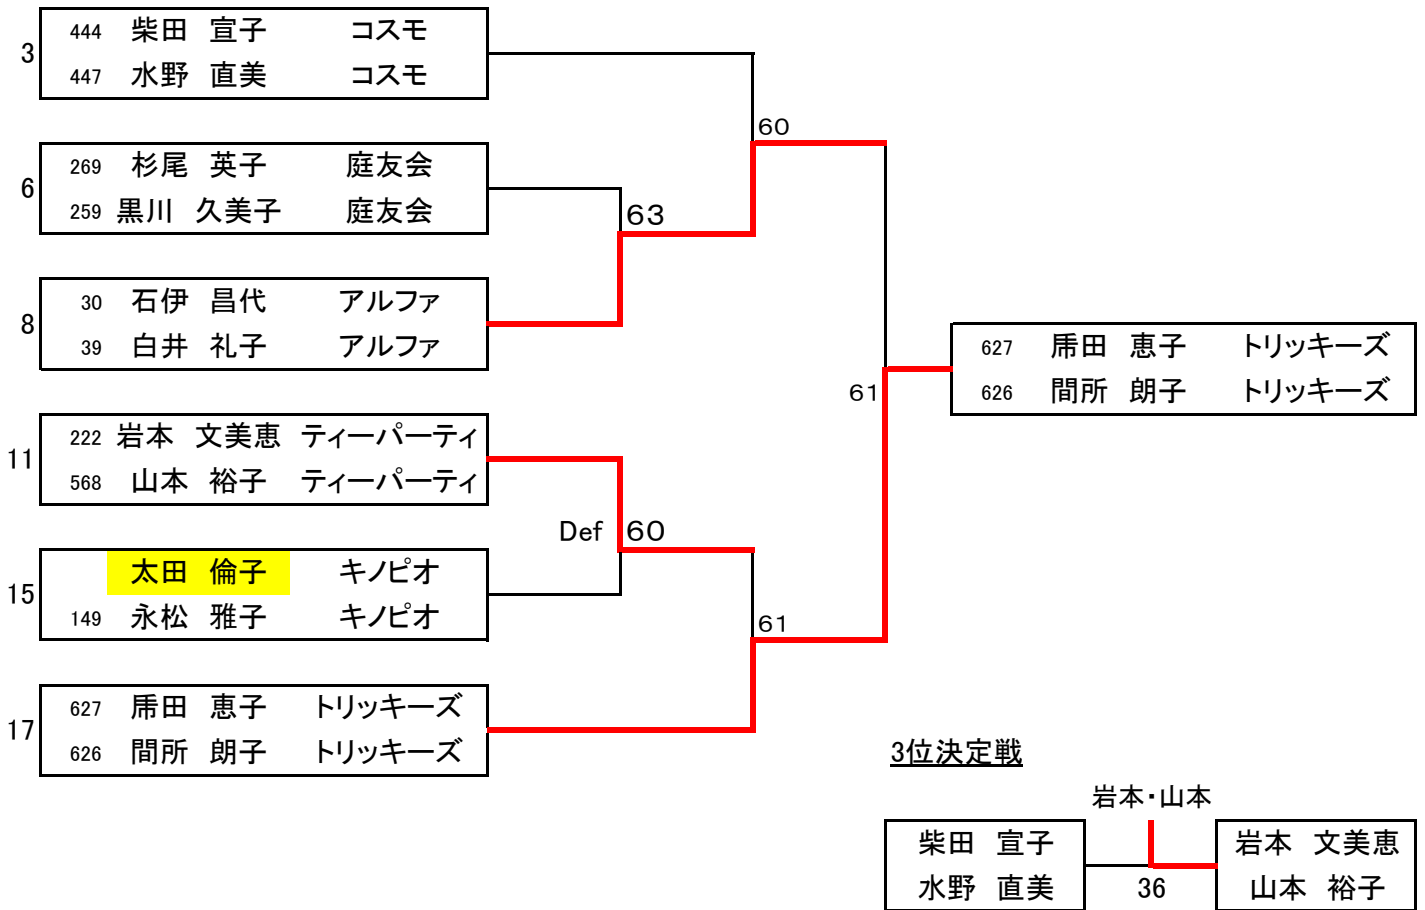 3
444 柴田 宣子 コスモ
447 水野 直美 コスモ
60
6
269 杉尾 英子 庭友会
259 黒川 久美子 庭友会
63
8
30 石伊 昌代 アルファ
39 白井 礼子 アルファ
627 帍田 恵子 トリッキーズ
626 間所 朗子 トリッキーズ
61
11
222 岩本 文美恵 ティーパーティ
568 山本 裕子 ティーパーティ
Def 60
15
太田 倫子 キノピオ
149 永松 雅子 キノピオ
61
17
627 帍田 恵子 トリッキーズ
626 間所 朗子 トリッキーズ
3位決定戦
岩本・山本
柴田 宣子 岩本 文美恵
水野 直美 36 山本 裕子